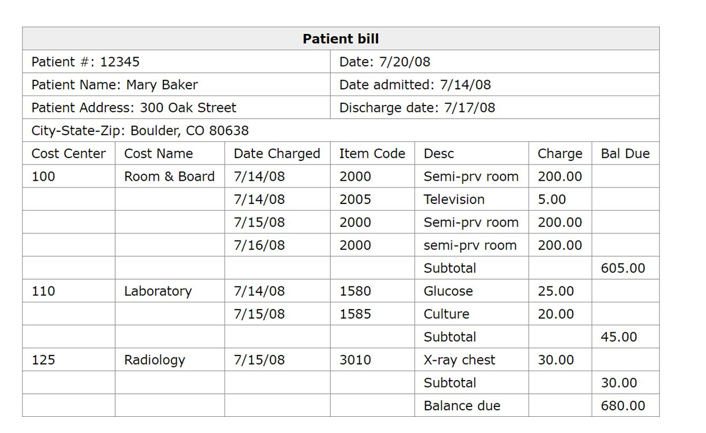 Patient bill
Patient #: 12345 Date: 7/20/08
Patient Name: Mary Baker Date admitted: 7/14/08
Patient Address: 300 Oak Street Discharge date: 7/17/08
City-State-Zip: Boulder, CO 80638
Cost Center Cost Name Date Charged Item Code Desc Charge Bal Due
100 Room & Board 7/14/08 2000 Semi-prv room 200.00
7/14/08 2005 Television 5.00
7/15/08 2000 Semi-prv room 200.00
7/16/08 2000 semi-prv room 200.00
Subtotal 605.00
110 Laboratory 7/14/08 1580 Glucose 25.00
7/15/08 1585 Culture 20.00
Subtotal 45.00
125 Radiology 7/15/08 3010 X-ray chest 30.00
Subtotal 30.00
Balance due 680.00